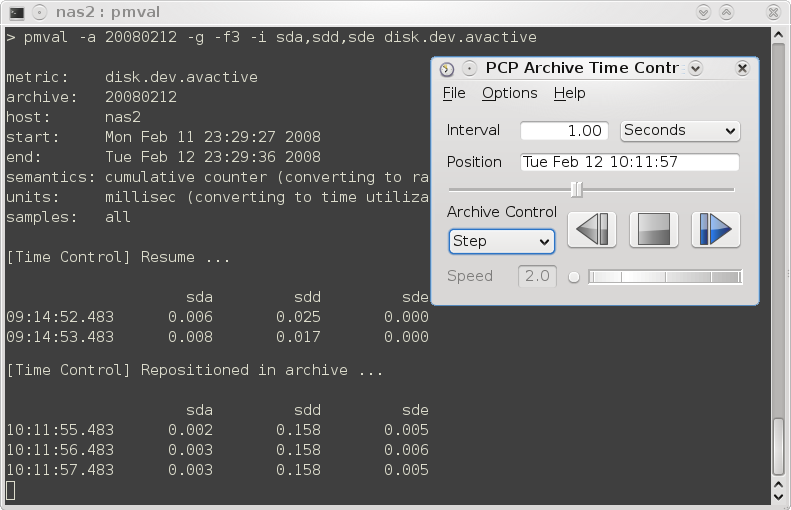 nas2 : pmval
> pmval -a 20080212 -g -f3 -i sda,sdd,sde disk.dev.avactive
metric: disk.dev.avactive
archive: 20080212
host: nas2
start: Mon Feb 11 23:29:27 2008
end: Tue Feb 12 23:29:36 2008
semantics: cumulative counter (converting to ra
units: millisec (converting to time utiliza
samples: all
[Time Control] Resume ...
sda sdd sde
09:14:52.483 0.006 0.025 0.000
09:14:53.483 0.008 0.017 0.000
[Time Control] Repositioned in archive ...
sda sdd sde
10:11:55.483 0.002 0.158 0.005
10:11:56.483 0.003 0.158 0.006
10:11:57.483 0.003 0.158 0.005
PCP Archive Time Contr
File Options Help
Interval 1.00 Seconds
Position Tue Feb 12 10:11:57
Archive Control
Step
Speed 2.0